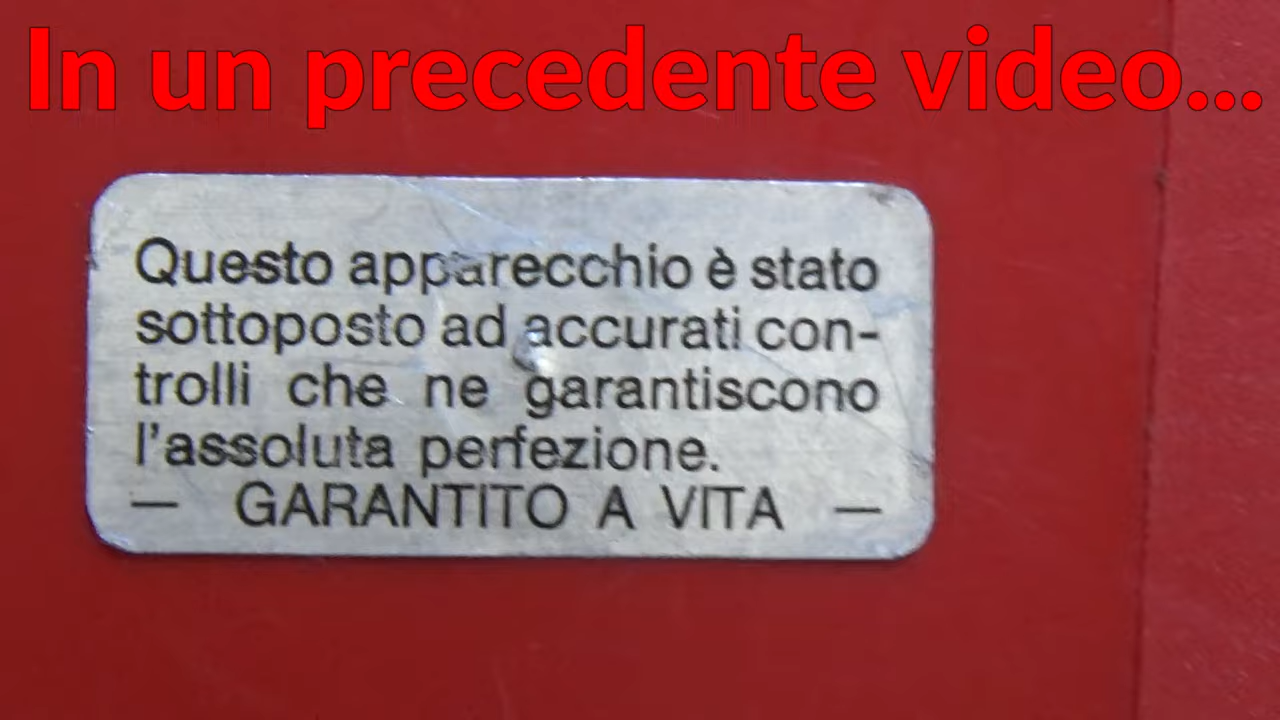 In un precedente video...
Questo apparecchio è stato
sottoposto ad accurati con-
trolli che ne garantiscono
l'assoluta perfezione.
— GARANTITO A VITA —